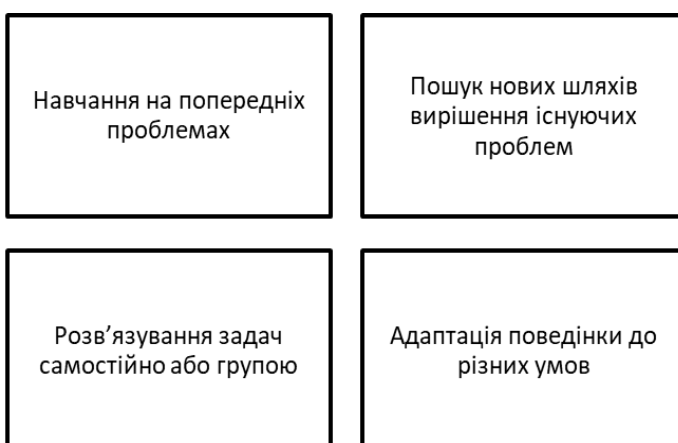 Навчання на попередніх
проблемах
Пошук нових шляхів
вирішення існуючих
проблем
Розв’язування задач
самостійно або групою
Адаптація поведінки до
різних умов